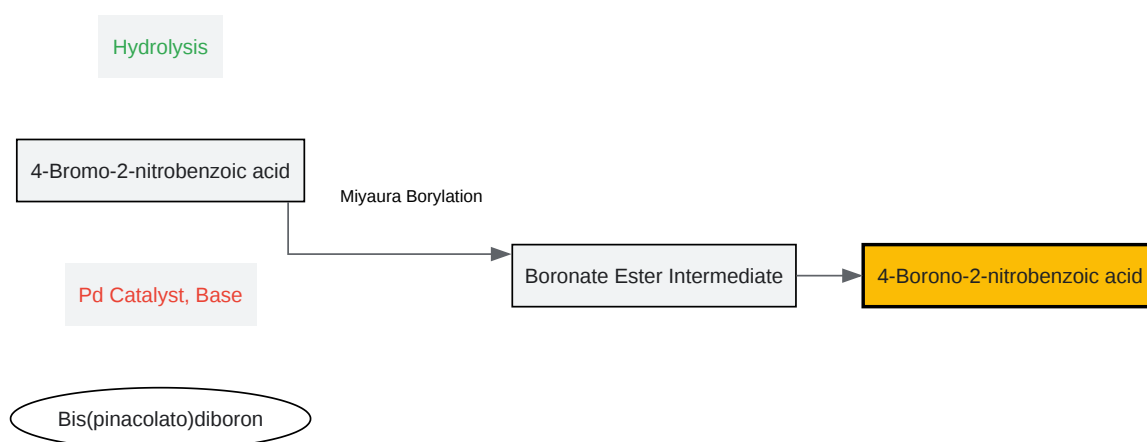 Hydrolysis
4-Bromo-2-nitrobenzoic acid
Miyaura Borylation
Boronate Ester Intermediate
4-Borono-2-nitrobenzoic acid
Pd Catalyst, Base
Bis(pinacolato)diboron